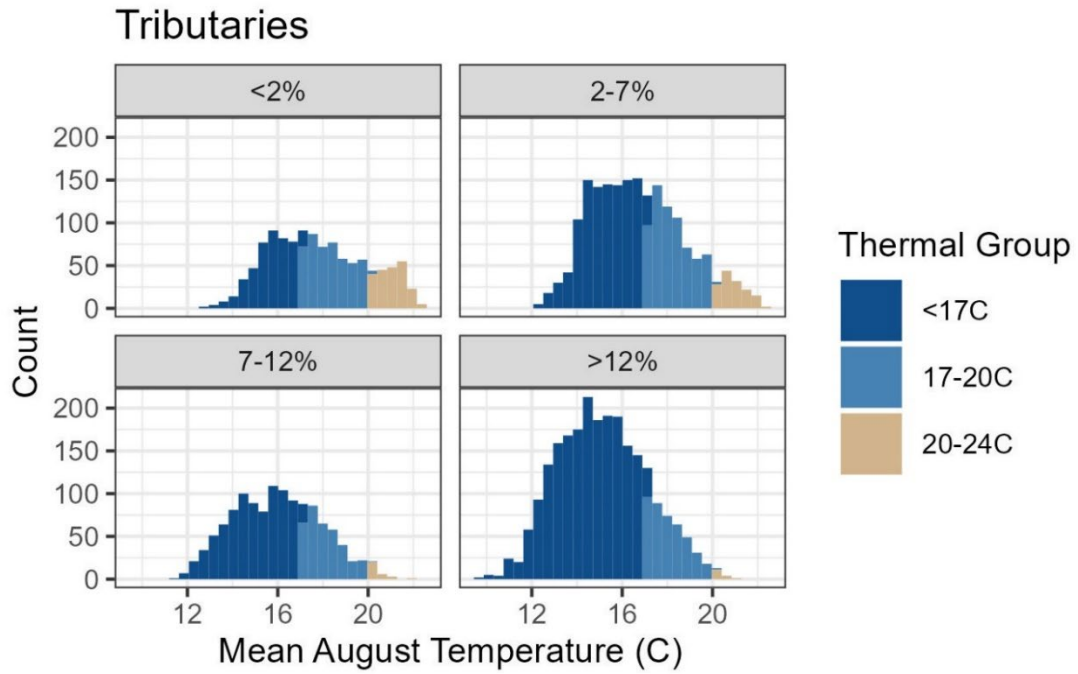 Tributaries
<2%
2-7%
200
150
100
50
0
7-12%
>12%
200
150
100
50
0
12
16
20
12
16
20
Count
Mean August Temperature (C)
Thermal Group
<17C
17-20C
20-24C